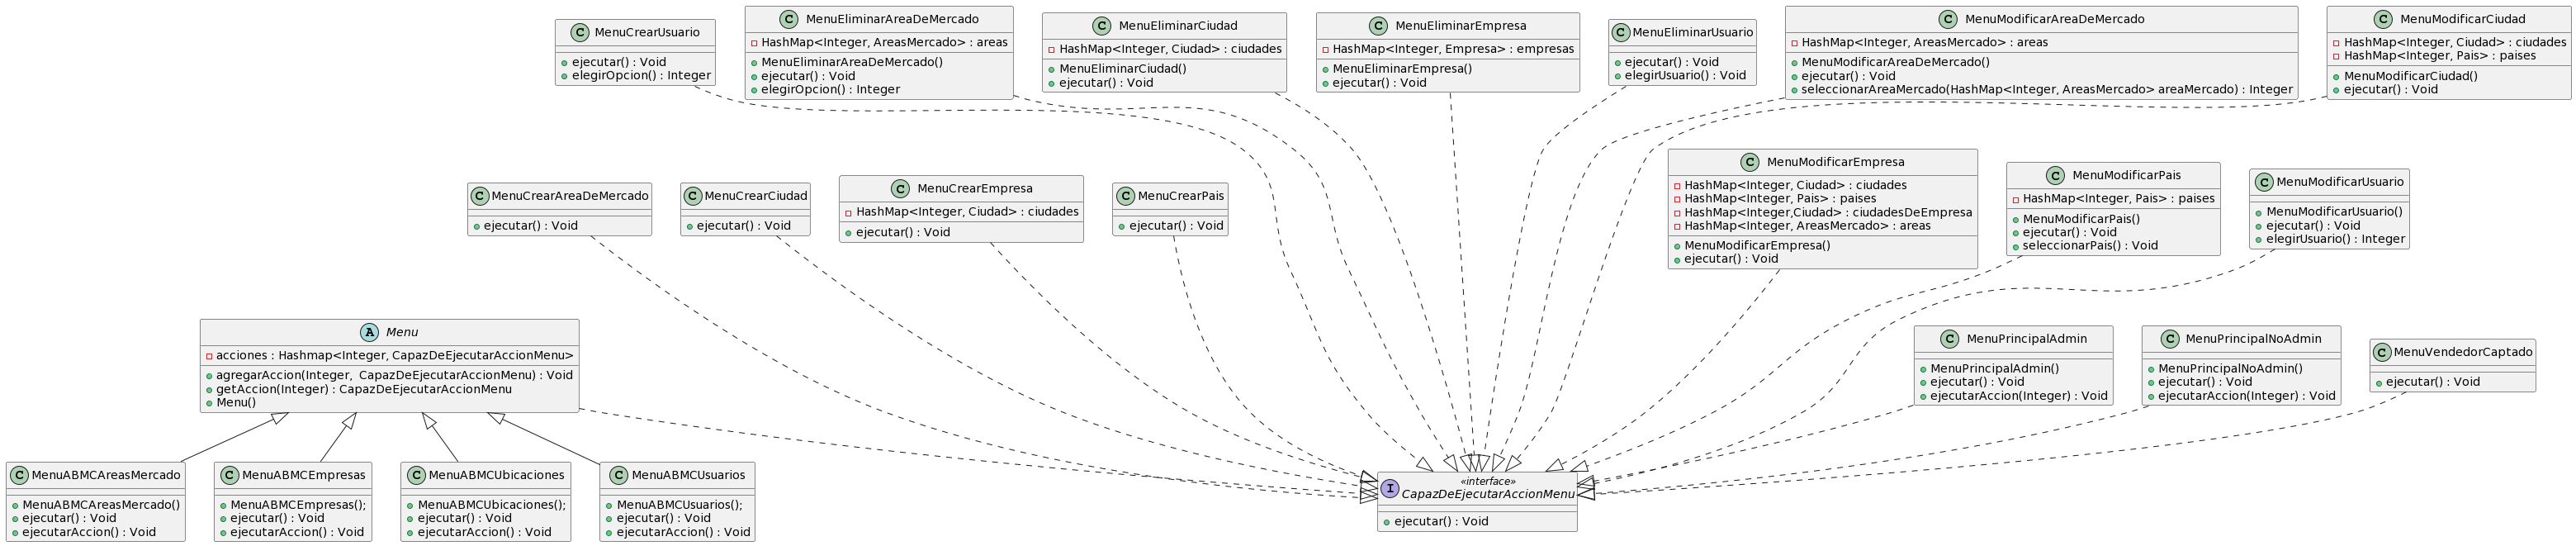 C MenuCrearUsuario
ejecutar() : Void
elegirOpcion() : Integer
C MenuEliminarAreaDeMercado
HashMap<Integer, AreasMercado> : areas
MenuEliminarAreaDeMercado()
ejecutar() : Void
elegirOpcion() : Integer
C MenuEliminarCiudad
HashMap<Integer, Ciudad> : ciudades
MenuEliminarCiudad()
ejecutar() : Void
C MenuEliminarEmpresa
HashMap<Integer, Empresa> : empresas
MenuEliminarEmpresa()
ejecutar() : Void
C MenuEliminarUsuario
ejecutar() : Void
elegirUsuario() : Void
C MenuModificarAreaDeMercado
HashMap<Integer, AreasMercado> : areas
MenuModificarAreaDeMercado()
ejecutar() : Void
seleccionarAreaMercado(HashMap<Integer, AreasMercado> areaMercado) : Integer
C MenuModificarCiudad
HashMap<Integer, Ciudad> : ciudades
HashMap<Integer, Pais> : paises
MenuModificarCiudad()
ejecutar() : Void
C MenuCrearAreaDeMercado
ejecutar() : Void
C MenuCrearCiudad
ejecutar() : Void
C MenuCrearEmpresa
HashMap<Integer, Ciudad> : ciudades
ejecutar() : Void
C MenuCrearPais
ejecutar() : Void
C MenuModificarEmpresa
HashMap<Integer, Ciudad> : ciudades
HashMap<Integer, Pais> : paises
HashMap<Integer,Ciudad> : ciudadesDeEmpresa
HashMap<Integer, AreasMercado> : areas
MenuModificarEmpresa()
ejecutar() : Void
C MenuModificarPais
HashMap<Integer, Pais> : paises
MenuModificarPais()
ejecutar() : Void
seleccionarPais() : Void
C MenuModificarUsuario
MenuModificarUsuario()
ejecutar() : Void
elegirUsuario() : Integer
A Menu
acciones : Hashmap<Integer, CapazDeEjecutarAccionMenu>
agregarAccion(Integer,  CapazDeEjecutarAccionMenu) : Void
getAccion(Integer) : CapazDeEjecutarAccionMenu
Menu()
C MenuPrincipalAdmin
MenuPrincipalAdmin()
ejecutar() : Void
ejecutarAccion(Integer) : Void
C MenuPrincipalNoAdmin
MenuPrincipalNoAdmin()
ejecutar() : Void
ejecutarAccion(Integer) : Void
C MenuVendedorCaptado
ejecutar() : Void
C MenuABMCAreasMercado
MenuABMCAreasMercado()
ejecutar() : Void
ejecutarAccion() : Void
C MenuABMCEmpresas
MenuABMCEmpresas();
ejecutar() : Void
ejecutarAccion() : Void
C MenuABMCUbicaciones
MenuABMCUbicaciones();
ejecutar() : Void
ejecutarAccion() : Void
C MenuABMCUsuarios
MenuABMCUsuarios();
ejecutar() : Void
ejecutarAccion() : Void
«interface»
I CapazDeEjecutarAccionMenu
ejecutar() : Void